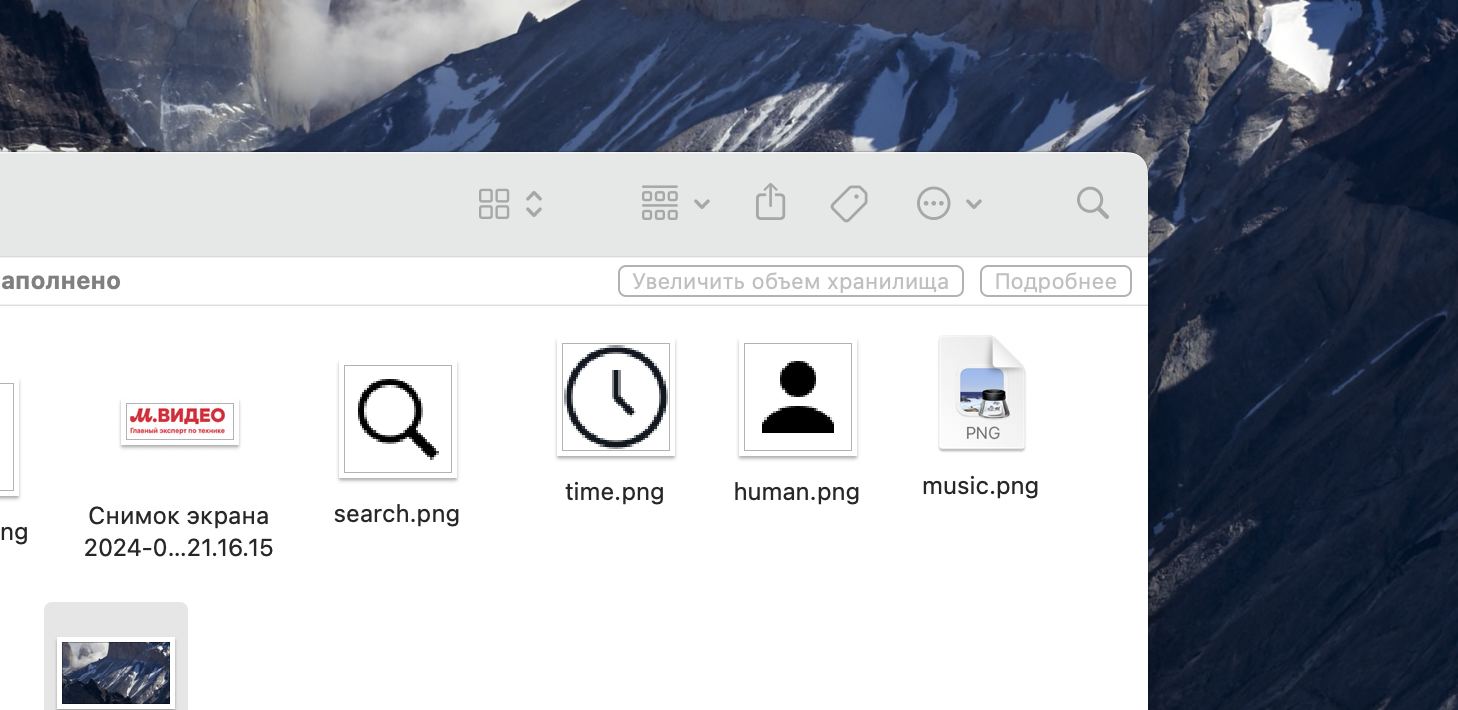 аполнено
Увеличить объем хранилища
Подробнее
м.ВИДЕО
Главный эксперт по технике
PNG
ng
Снимок экрана
2024-0...21.16.15
search.png
time.png
human.png
music.png